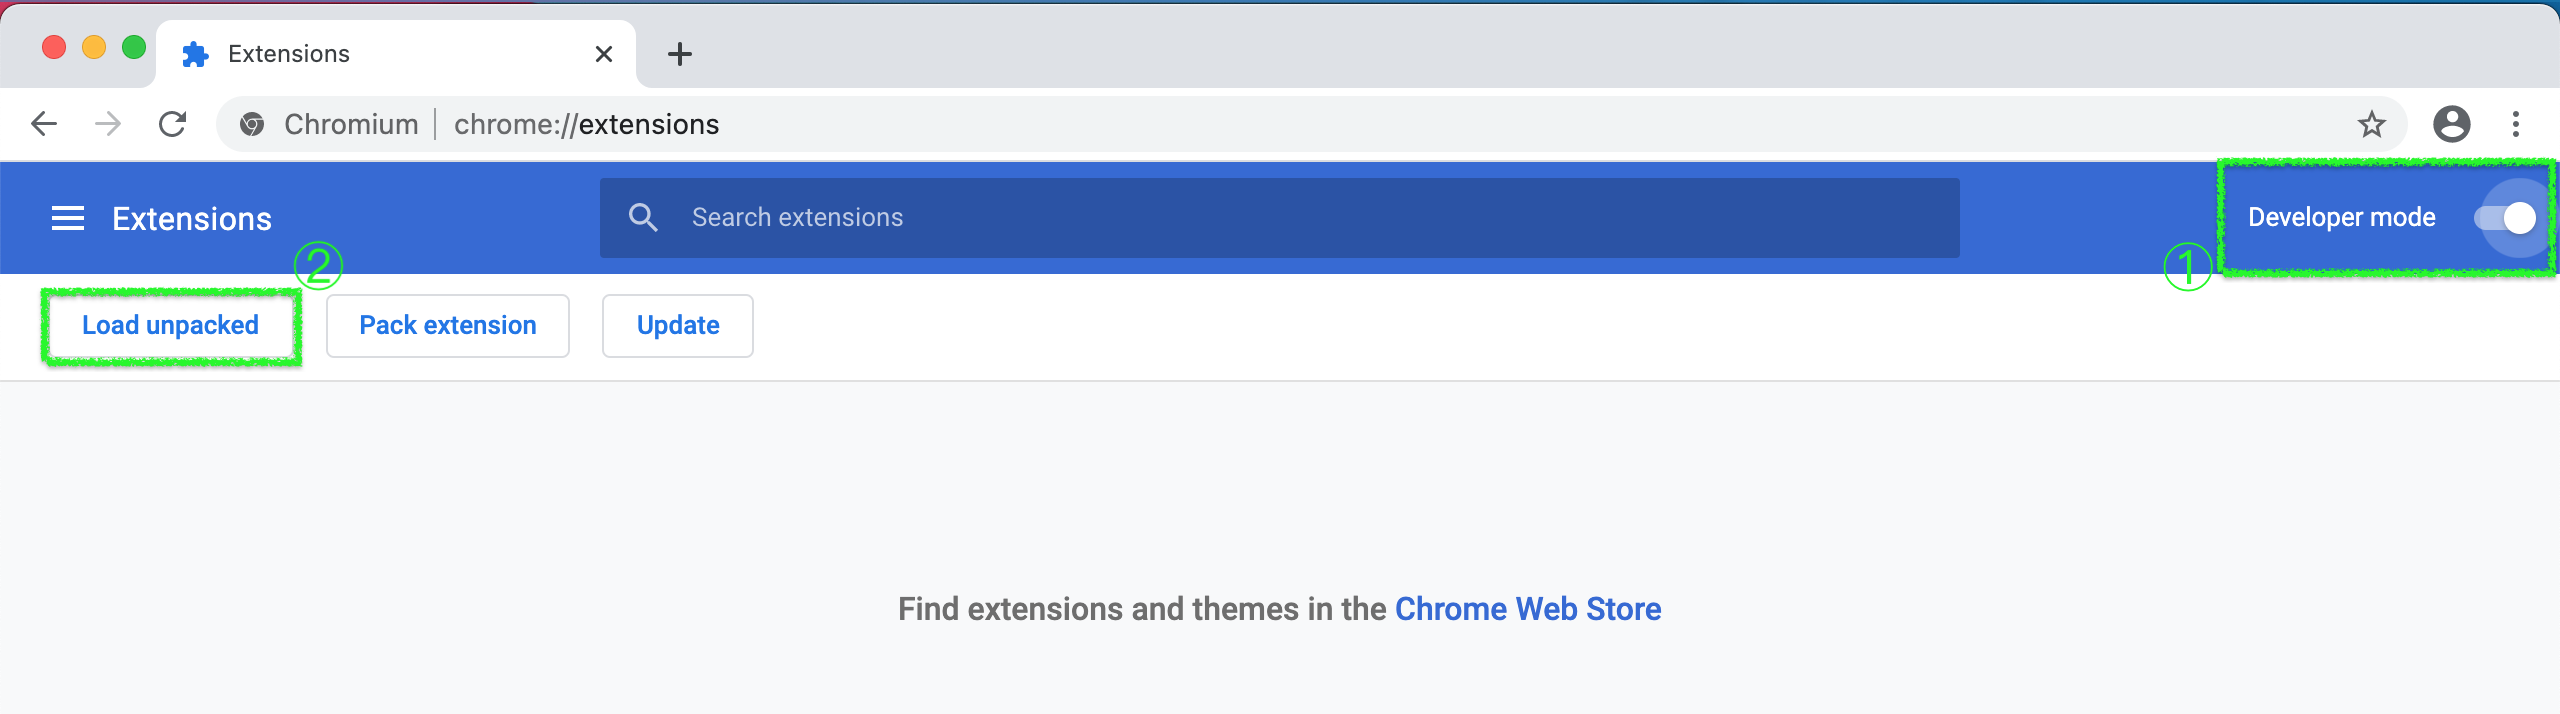 Extensions
Chromium | chrome://extensions
Extensions
Search extensions
Developer mode
②
①
Load unpacked
Pack extension
Update
Find extensions and themes in the Chrome Web Store